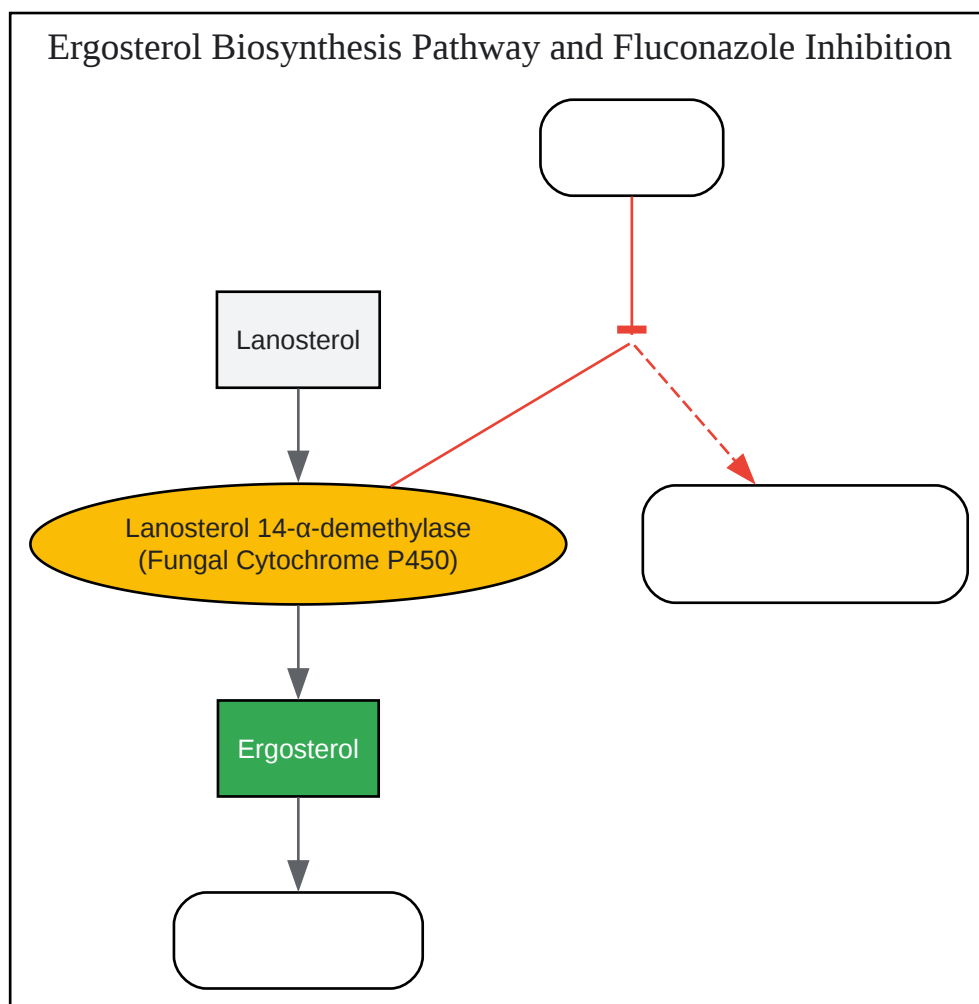 Ergosterol Biosynthesis Pathway and Fluconazole Inhibition
Lanosterol
Lanosterol 14-α-demethylase
(Fungal Cytochrome P450)
Ergosterol